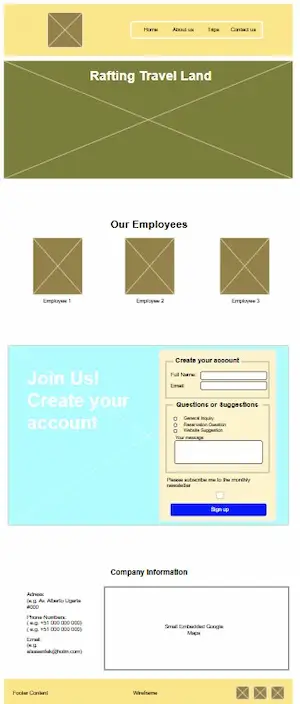 Home About us Trips Contact us
Rafting Travel Land
Our Employees
Employee 1 Employee 2 Employee 3
Join Us!
Create your
account
Create your account
Full Name:
Email:
Questions or Suggestions
General Inquiry
Reservation Question
Website Suggestion
Your message
Please subscribe me to the monthly
newsletter
Sign up
Company Information
Adress:
(e.g. Av. Alberto Ugarte
#000
Phone Numbers:
( e.g. +51 000 000 000)
( e.g. +51 000 000 000)
Email:
(e.g.
Small Embedded Google
Maps
Footer Content Wireframe